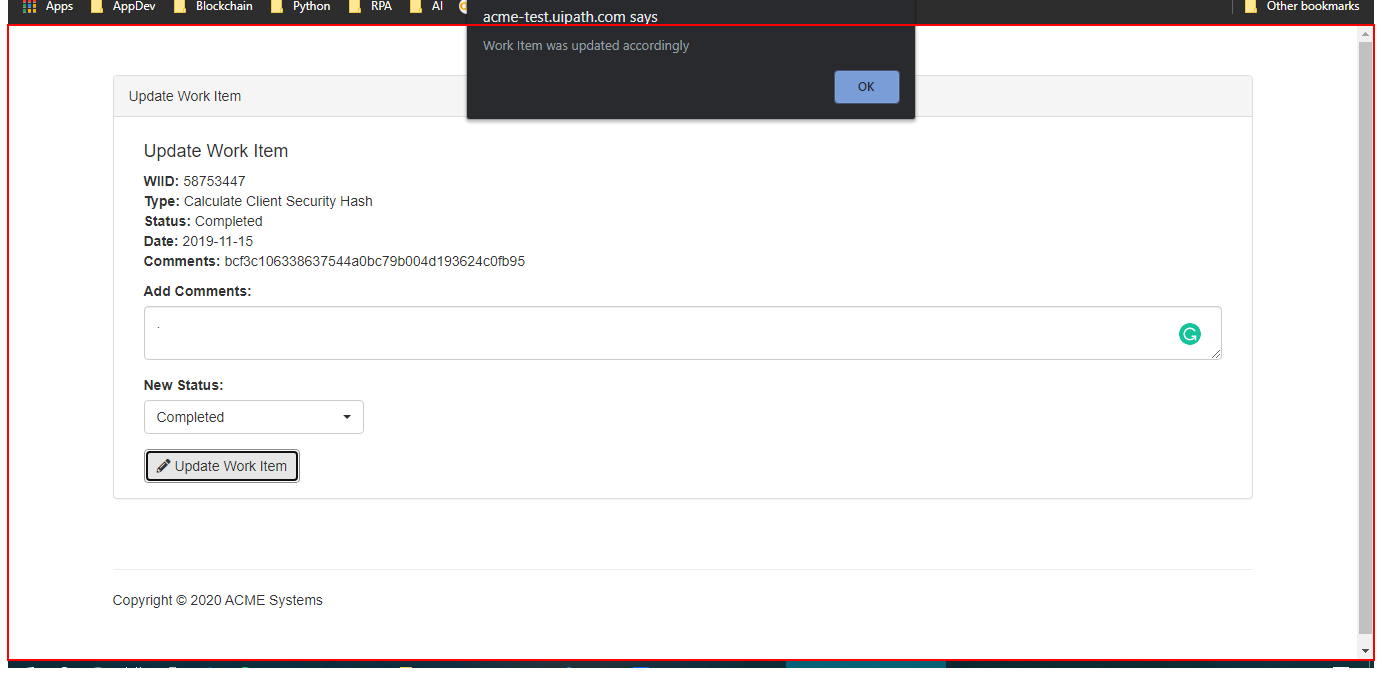 Apps AppDev Blockchain Python RPA AI Other bookmarks
acme-test.uipath.com says
Work Item was updated accordingly
OK
Update Work Item
Update Work Item
WIID: 58753447
Type: Calculate Client Security Hash
Status: Completed
Date: 2019-11-15
Comments: bcf3c106338637544a0bc79b004d193624c0fb95
Add Comments:
.
New Status:
Completed
Update Work Item
Copyright © 2020 ACME Systems